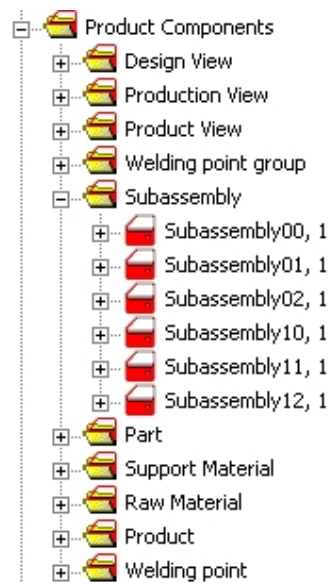 Product Components
Design View
Production View
Product View
Welding point group
Subassembly
Subassembly00, 1
Subassembly01, 1
Subassembly02, 1
Subassembly10, 1
Subassembly11, 1
Subassembly12, 1
Part
Support Material
Raw Material
Product
Welding point